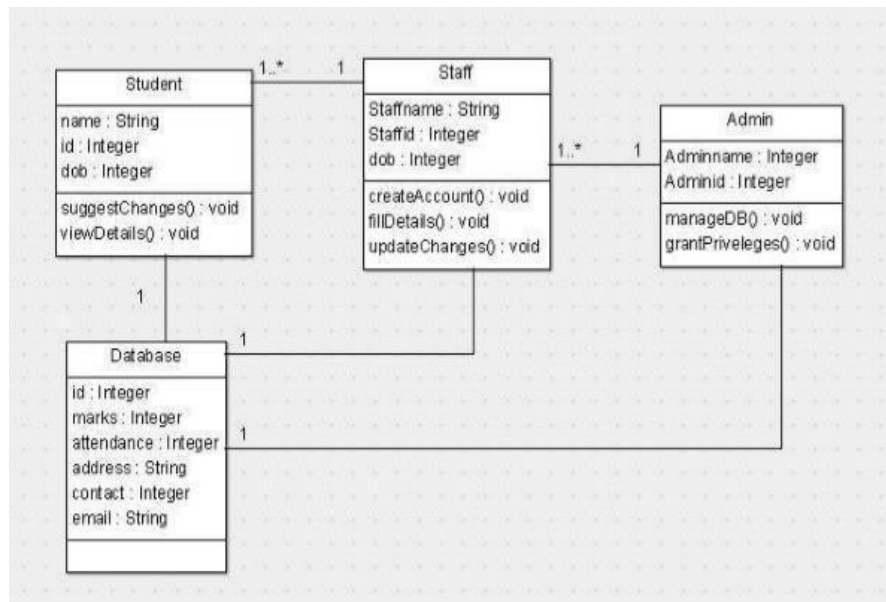 Student
name : String
id : Integer
dob : Integer
suggestChanges() : void
viewDetails() : void
1..*
1
Staff
Staffname : String
Staffid : Integer
dob : Integer
createAccount() : void
fillDetails() : void
updateChanges() : void
1..*
1
Admin
Adminname : Integer
Adminid : Integer
manageDB() : void
grantPriveleges() : void
1
1
1
Database
id : Integer
marks : Integer
attendance : Integer
address : String
contact : Integer
email : String